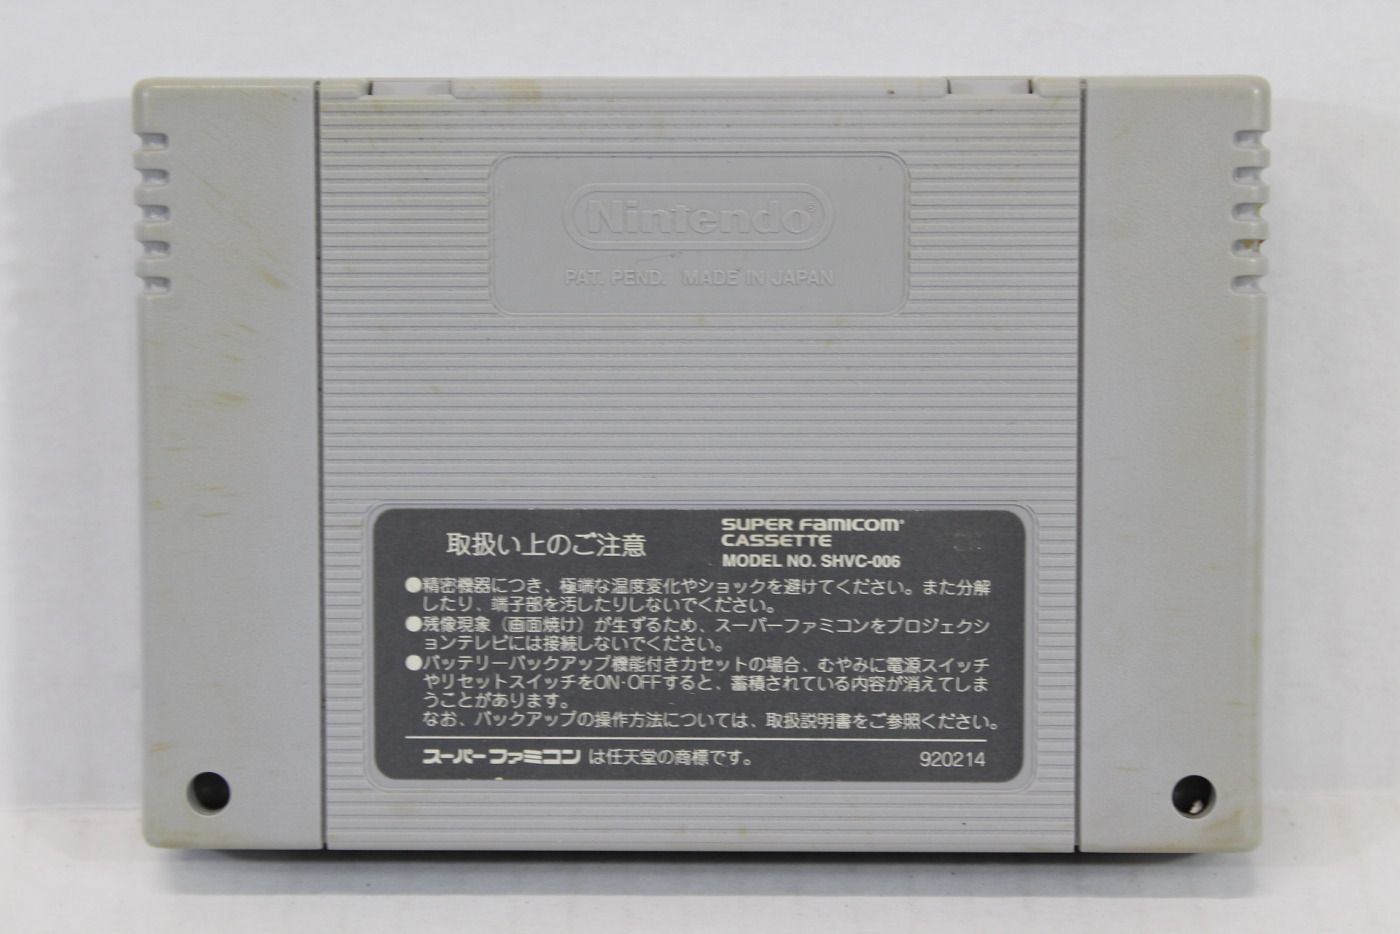 Nintendo®
PAT. PEND. MADE IN JAPAN
取扱い上のご注意
SUPER FAMICOM®
CASSETTE
MODEL NO. SHVC-006
●精密機器につき、極端な温度変化やショックを避けてください。また分解
したり、端子部を汚したりしないでください。
●残像現象（画面焼け）が生ずるため、スーパーファミコンをプロジェクシ
ョンテレビには接続しないでください。
●バッテリーバックアップ機能付きカセットの場合、むやみに電源スイッチ
やリセットスイッチをON·OFFすると、蓄積されている内容が消えてしま
うことがあります。
なお、バックアップの操作方法については、取扱説明書をご参照ください。
スーパーファミコン は任天堂の商標です。
920214